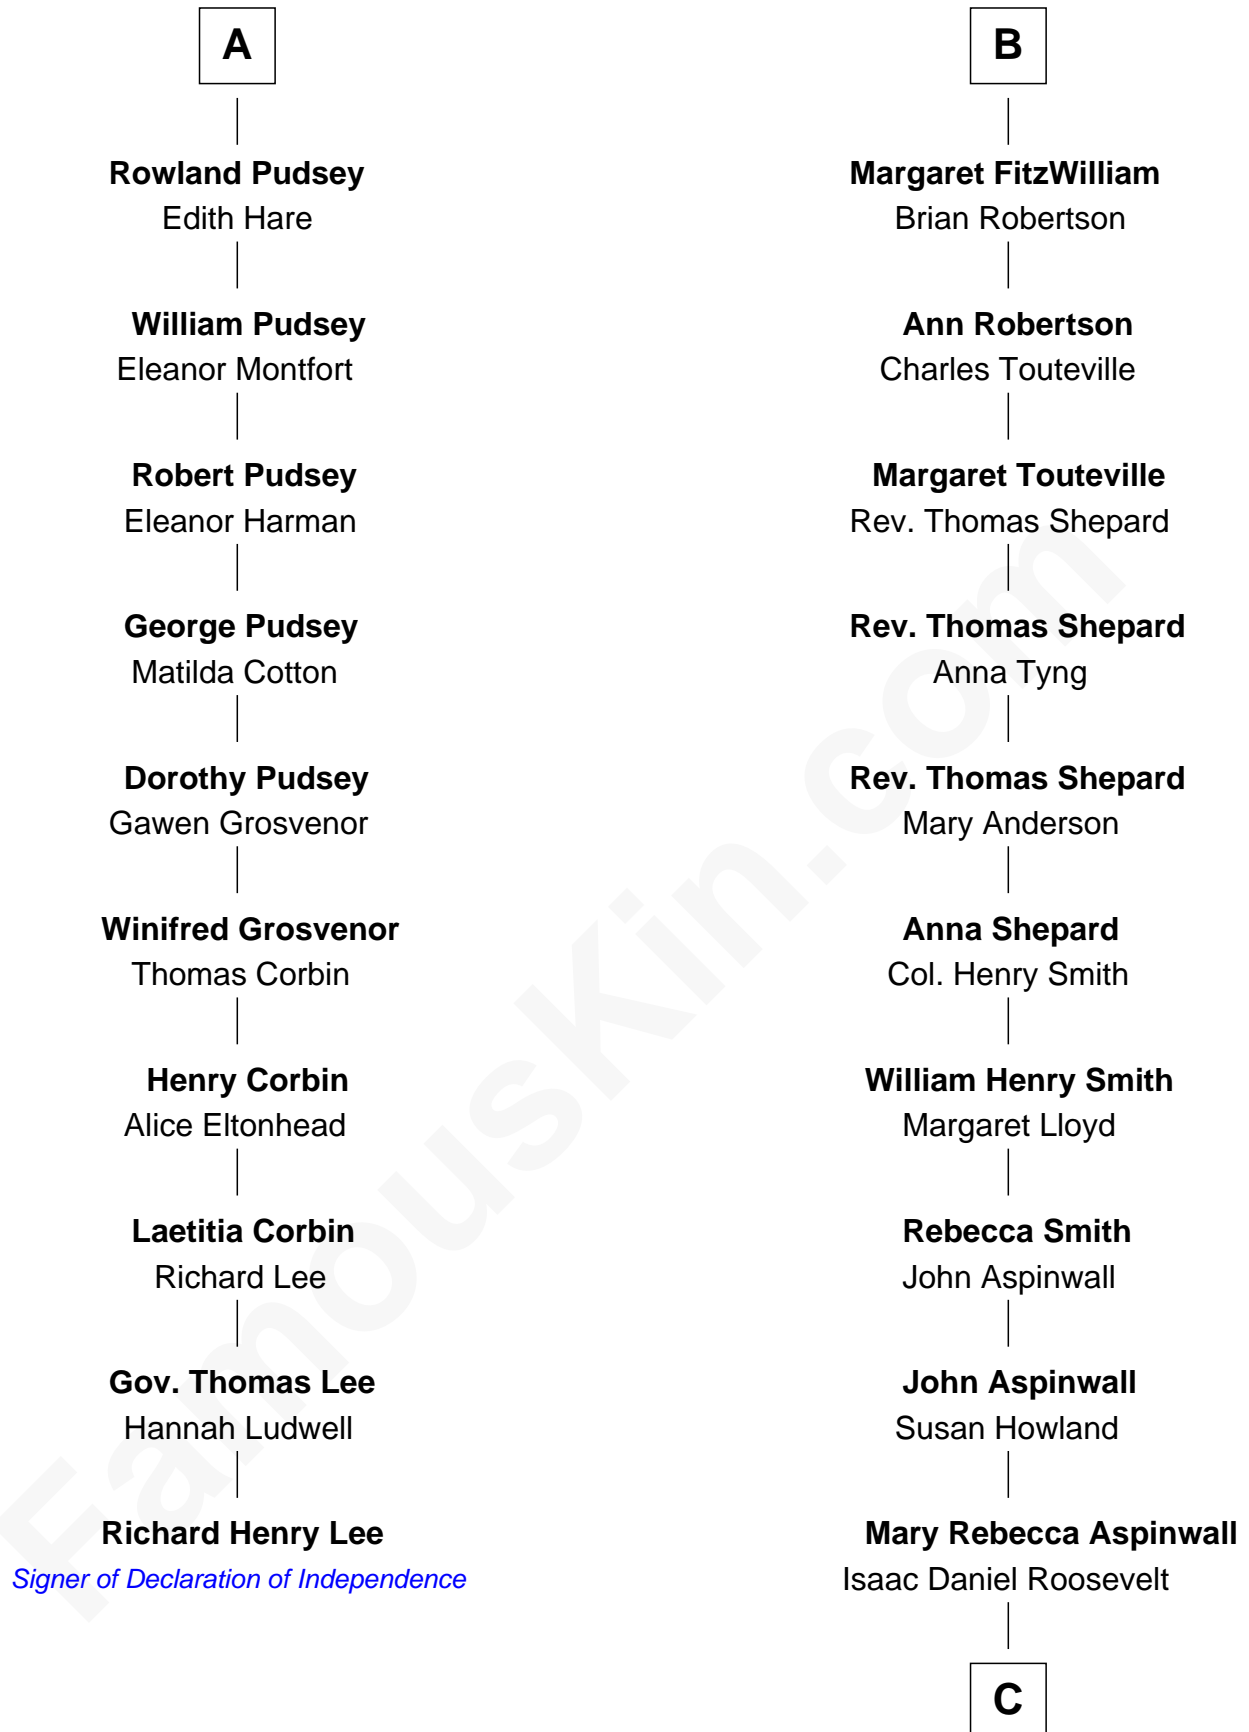 A
Rowland Pudsey
Edith Hare
William Pudsey
Eleanor Montfort
Robert Pudsey
Eleanor Harman
George Pudsey
Matilda Cotton
Dorothy Pudsey
Gawen Grosvenor
Winifred Grosvenor
Thomas Corbin
Henry Corbin
Alice Eltonhead
Laetitia Corbin
Richard Lee
Gov. Thomas Lee
Hannah Ludwell
Richard Henry Lee
Signer of Declaration of Independence
B
Margaret FitzWilliam
Brian Robertson
Ann Robertson
Charles Touteville
Margaret Touteville
Rev. Thomas Shepard
Rev. Thomas Shepard
Anna Tyng
Rev. Thomas Shepard
Mary Anderson
Anna Shepard
Col. Henry Smith
William Henry Smith
Margaret Lloyd
Rebecca Smith
John Aspinwall
John Aspinwall
Susan Howland
Mary Rebecca Aspinwall
Isaac Daniel Roosevelt
C
FamousKin.com